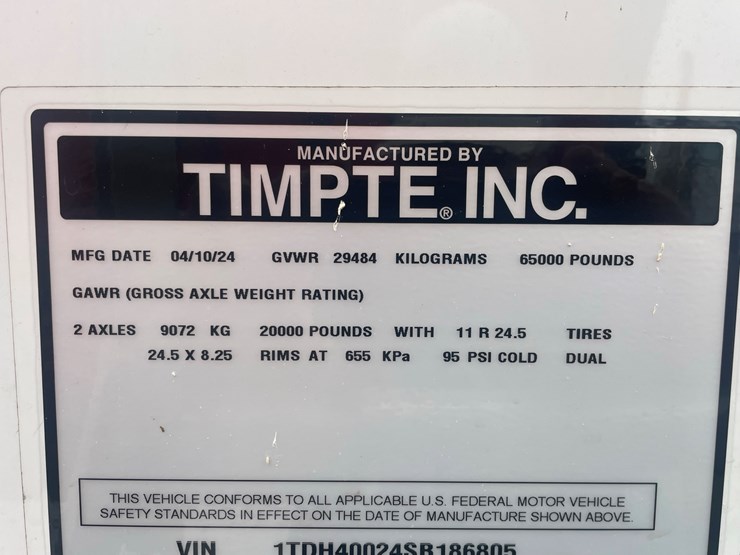 MANUFACTURED BY
TIMPTE® INC.
MFG DATE 04/10/24 GVWR 29484 KILOGRAMS 65000 POUNDS
GAWR (GROSS AXLE WEIGHT RATING)
2 AXLES 9072 KG 20000 POUNDS WITH 11 R 24.5 TIRES
24.5 X 8.25 RIMS AT 655 KPa 95 PSI COLD DUAL
THIS VEHICLE CONFORMS TO ALL APPLICABLE U.S. FEDERAL MOTOR VEHICLE
SAFETY STANDARDS IN EFFECT ON THE DATE OF MANUFACTURE SHOWN ABOVE.
VIN 1TDH40024SB186805